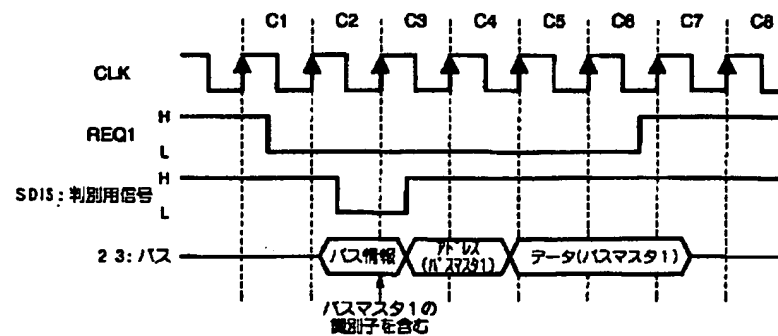 C1 C2 C3 C4 C5 C6 C7 C8
CLK
H
REQ1
L
H
SDIS:判別用信号
L
23:バス
バス情報
アドレス
(バスマスタ1)
データ(バスマスタ1)
バスマスタ1の
識別子を含む